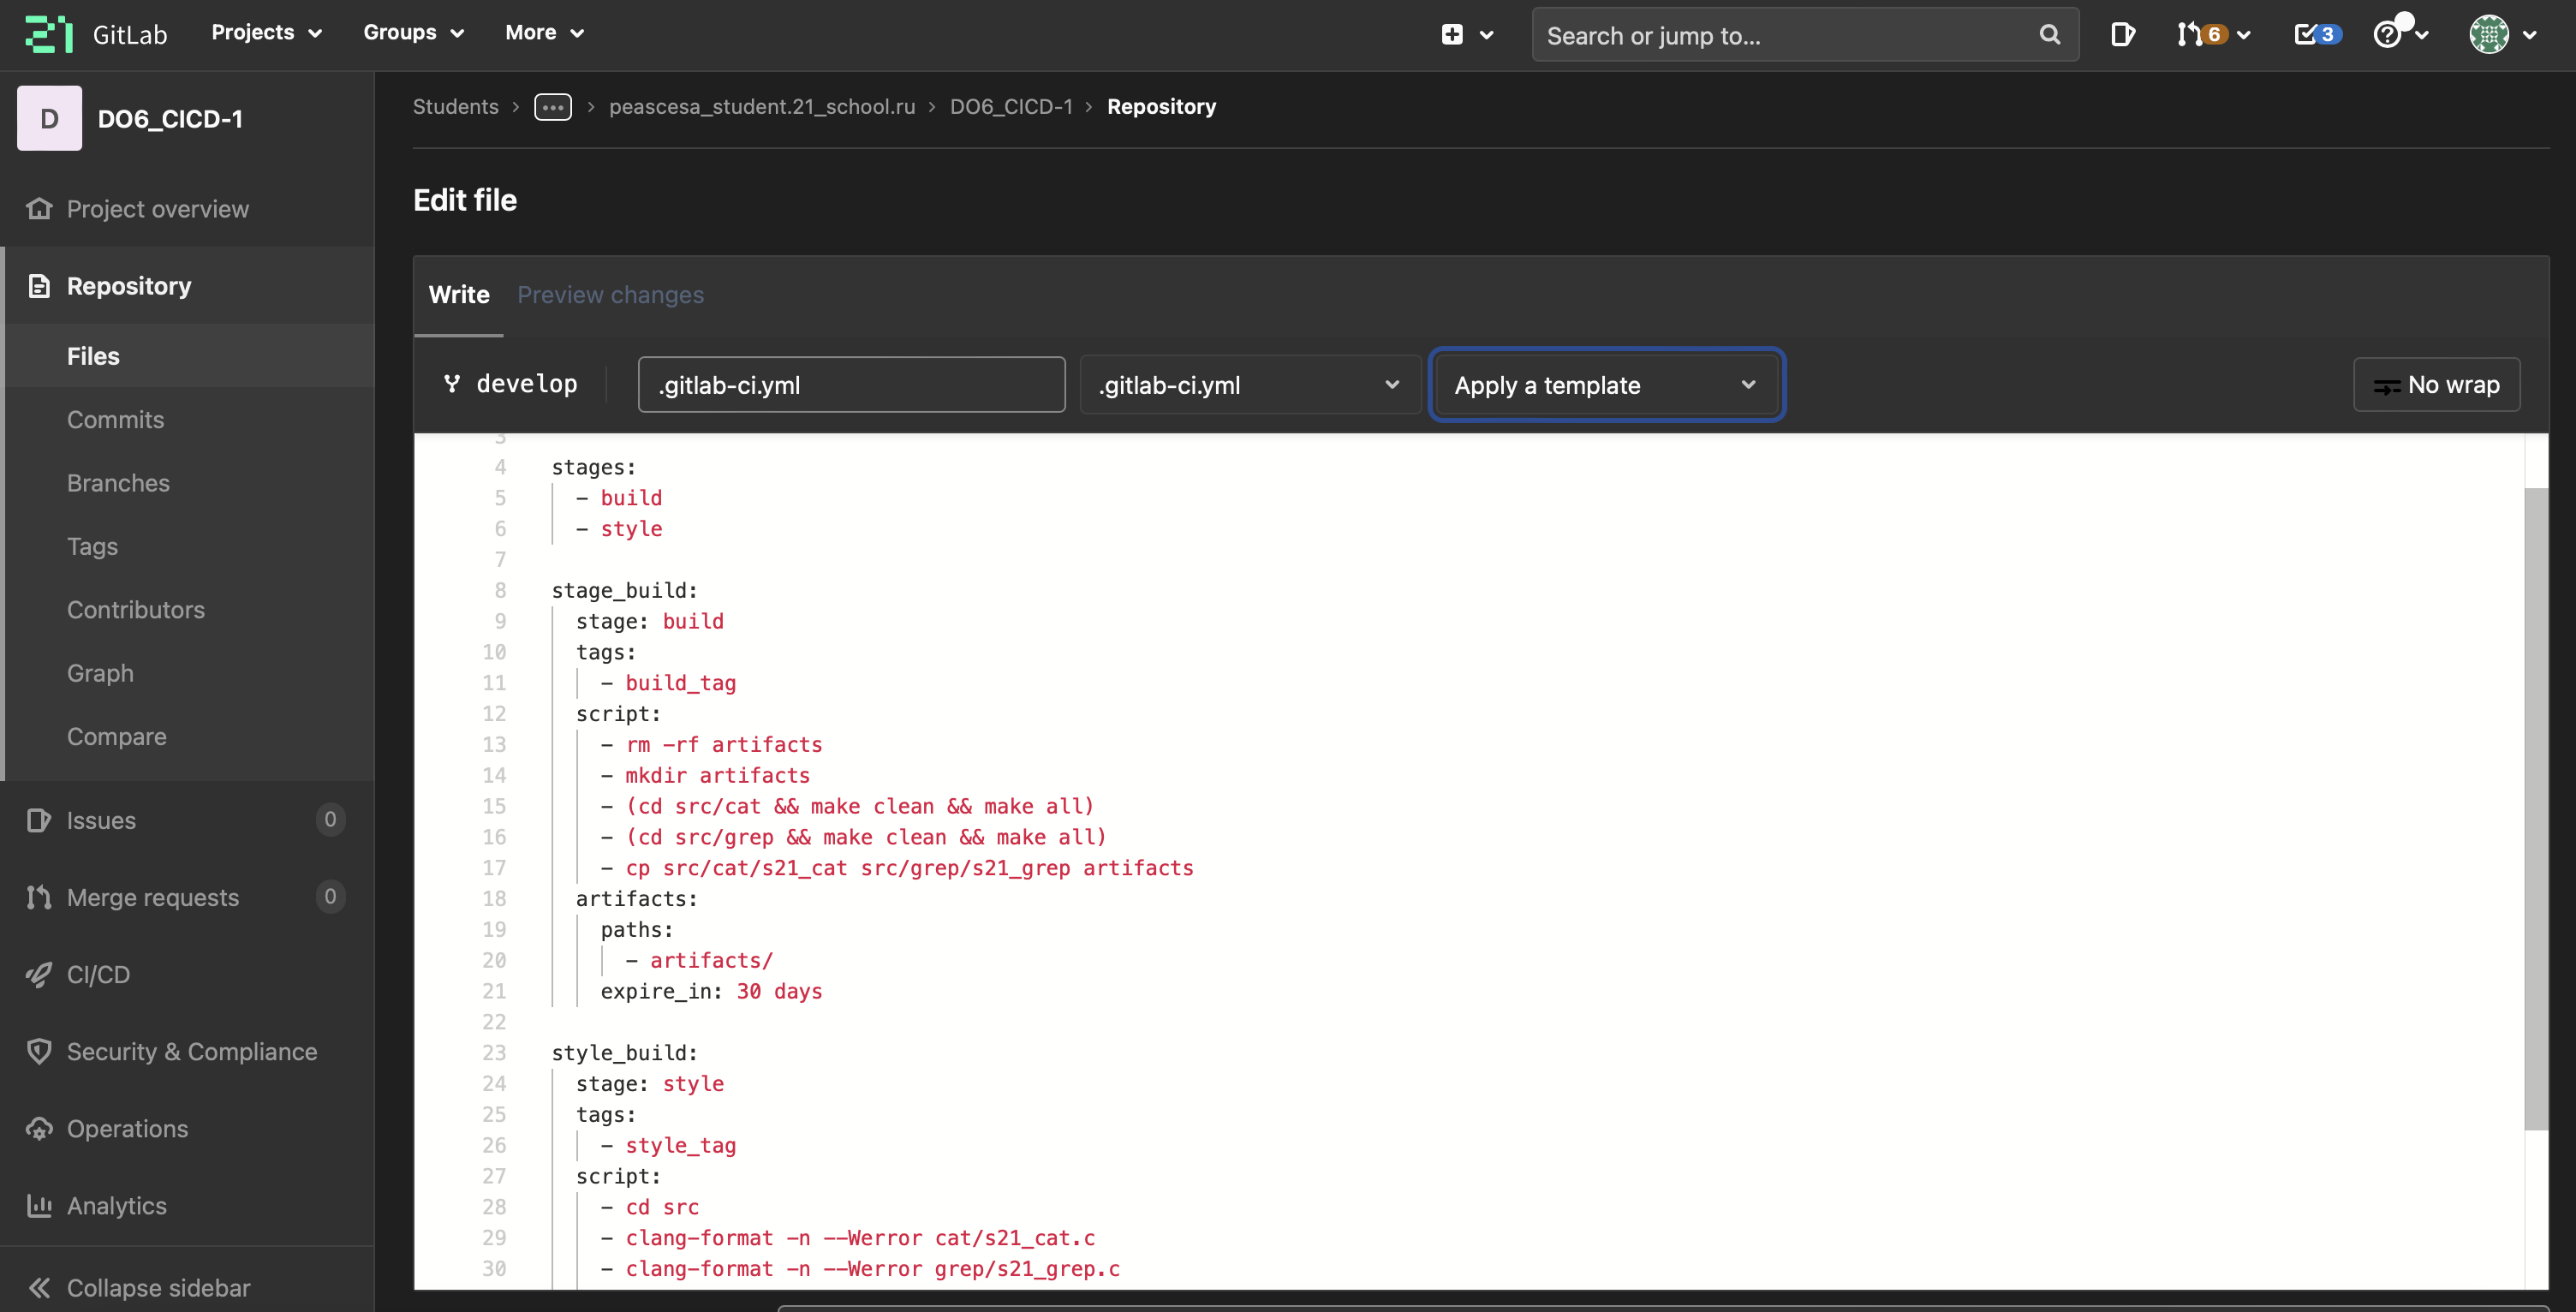 GitLab Projects Groups More Search or jump to... 6 3
D DO6_CICD-1
Project overview
Repository
Files
Commits
Branches
Tags
Contributors
Graph
Compare
Issues 0
Merge requests 0
CI/CD
Security & Compliance
Operations
Analytics
Collapse sidebar
Students > ... > peascesa_student.21_school.ru > DO6_CICD-1 > Repository
Edit file
Write Preview changes
develop .gitlab-ci.yml .gitlab-ci.yml Apply a template No wrap
3
4 stages:
5 - build
6 - style
7
8 stage_build:
9 stage: build
10 tags:
11 - build_tag
12 script:
13 - rm -rf artifacts
14 - mkdir artifacts
15 - (cd src/cat && make clean && make all)
16 - (cd src/grep && make clean && make all)
17 - cp src/cat/s21_cat src/grep/s21_grep artifacts
18 artifacts:
19 paths:
20 - artifacts/
21 expire_in: 30 days
22
23 style_build:
24 stage: style
25 tags:
26 - style_tag
27 script:
28 - cd src
29 - clang-format -n --Werror cat/s21_cat.c
30 - clang-format -n --Werror grep/s21_grep.c